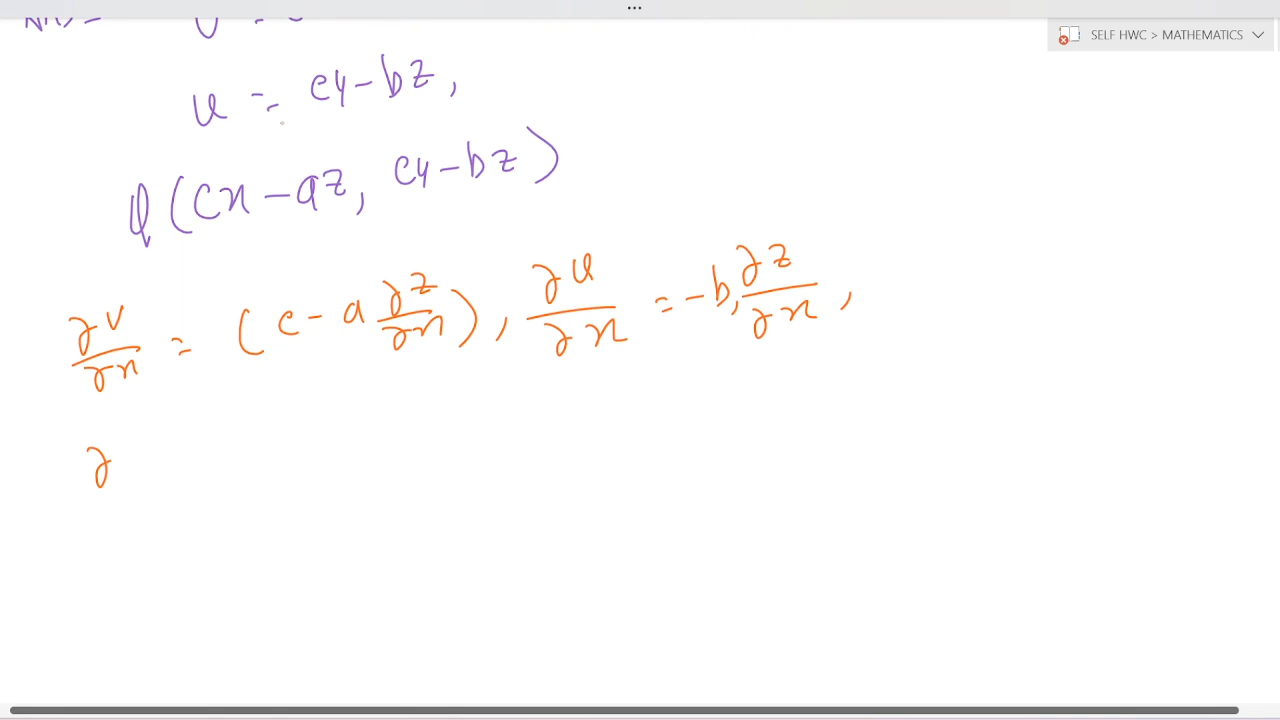 SELF HWC > MATHEMATICS
u = cy - bz,
φ(cx - az, cy - bz)
∂v/∂x = (c - a ∂z/∂x), ∂u/∂x = -b, ∂z/∂x,
∂